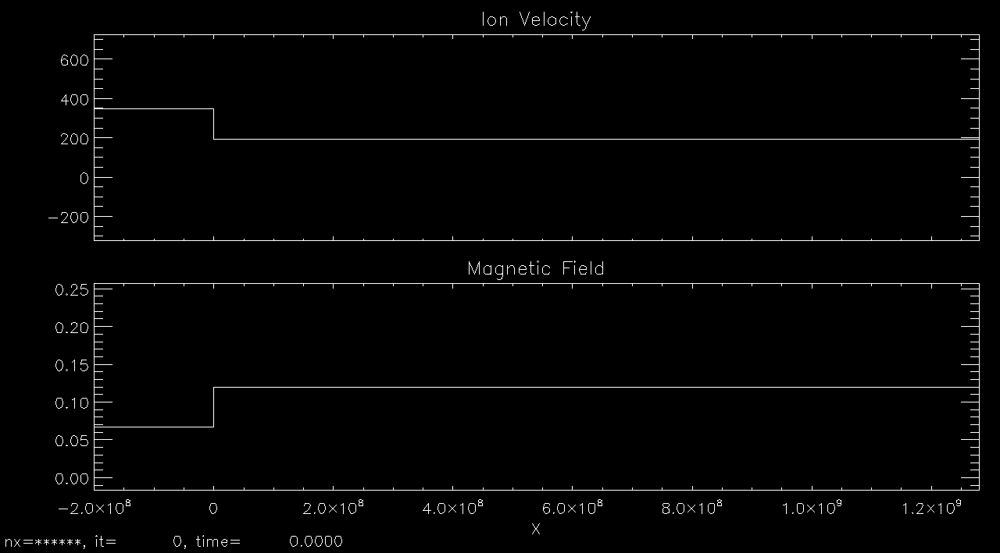 Ion Velocity
600
400
200
0
−200
Magnetic Field
0.25
0.20
0.15
0.10
0.05
0.00
−2.0×10⁸ 0 2.0×10⁸ 4.0×10⁸ 6.0×10⁸ 8.0×10⁸ 1.0×10⁹ 1.2×10⁹
X
nx=******, it= 0, time= 0.0000